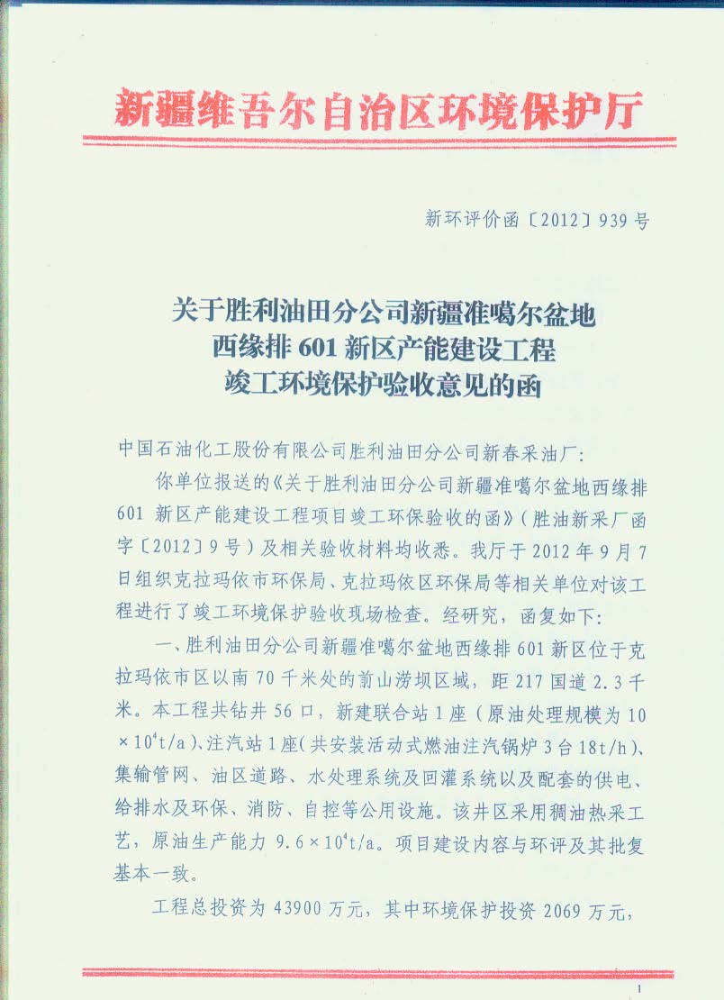 新疆维吾尔自治区环境保护厅
新环评价函〔2012〕939号
关于胜利油田分公司新疆准噶尔盆地
西缘排601新区产能建设工程
竣工环境保护验收意见的函
中国石油化工股份有限公司胜利油田分公司新春采油厂：
你单位报送的《关于胜利油田分公司新疆准噶尔盆地西缘排
601 新区产能建设工程项目竣工环保验收的函》（胜油新采厂函
字〔2012〕9号）及相关验收材料均收悉。我厅于2012年9月7
日组织克拉玛依市环保局、克拉玛依区环保局等相关单位对该工
程进行了竣工环境保护验收现场检查。经研究，函复如下：
一、胜利油田分公司新疆准噶尔盆地西缘排601新区位于克
拉玛依市区以南70千米处的前山涝坝区域，距217国道2.3千
米。本工程共钻井56口，新建联合站1座（原油处理规模为10
×10⁴t/a）、注汽站1座（共安装活动式燃油注汽锅炉3台18t/h）、
集输管网、油区道路、水处理系统及回灌系统以及配套的供电、
给排水及环保、消防、自控等公用设施。该井区采用稠油热采工
艺，原油生产能力9.6×10⁴t/a。项目建设内容与环评及其批复
基本一致。
工程总投资为43900万元，其中环境保护投资2069万元，
1